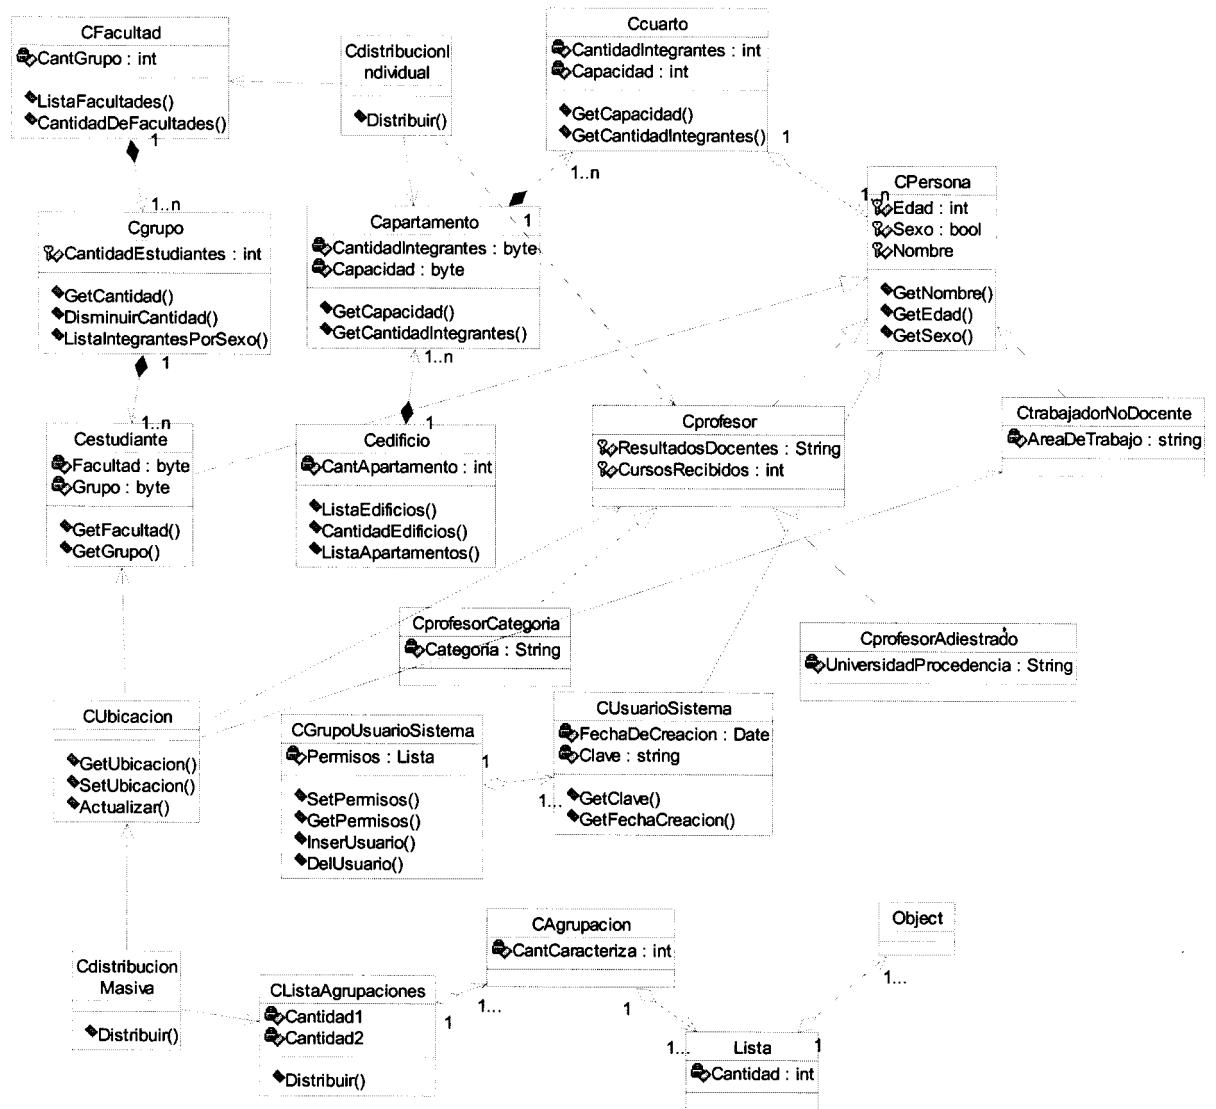 CFacultad
CantGrupo : int
ListaFacultades()
CantidadDeFacultades()
1
1..n
CdistribucionI
ndividual
Distribuir()
Ccuarto
CantidadIntegrantes : int
Capacidad : int
GetCapacidad()
GetCantidadIntegrantes()
1
1..n
1..n
1
CPersona
Edad : int
Sexo : bool
Nombre
GetNombre()
GetEdad()
GetSexo()
Cgrupo
CantidadEstudiantes : int
GetCantidad()
DisminuirCantidad()
ListaIntegrantesPorSexo()
1
1..n
Capartamento
CantidadIntegrantes : byte
Capacidad : byte
GetCapacidad()
GetCantidadIntegrantes()
1..n
1
Cestudiante
Facultad : byte
Grupo : byte
GetFacultad()
GetGrupo()
Cedificio
CantApartamento : int
ListaEdificios()
CantidadEdificios()
ListaApartamentos()
Cprofesor
ResultadosDocentes : String
CursosRecibidos : int
CtrabajadorNoDocente
AreaDeTrabajo : string
CprofesorCategoria
Categoria : String
CprofesorAdiestrado
UniversidadProcedencia : String
CUbicacion
GetUbicacion()
SetUbicacion()
Actualizar()
CGrupoUsuarioSistema
Permisos : Lista
SetPermisos()
GetPermisos()
InserUsuario()
DelUsuario()
1
1...
CUsuarioSistema
FechaDeCreacion : Date
Clave : string
GetClave()
GetFechaCreacion()
Cdistribucion
Masiva
Distribuir()
CListaAgrupaciones
Cantidad1
Cantidad2
Distribuir()
1
1...
CAgrupacion
CantCaracteriza : int
1
1...
Object
1...
Lista
1
Cantidad : int